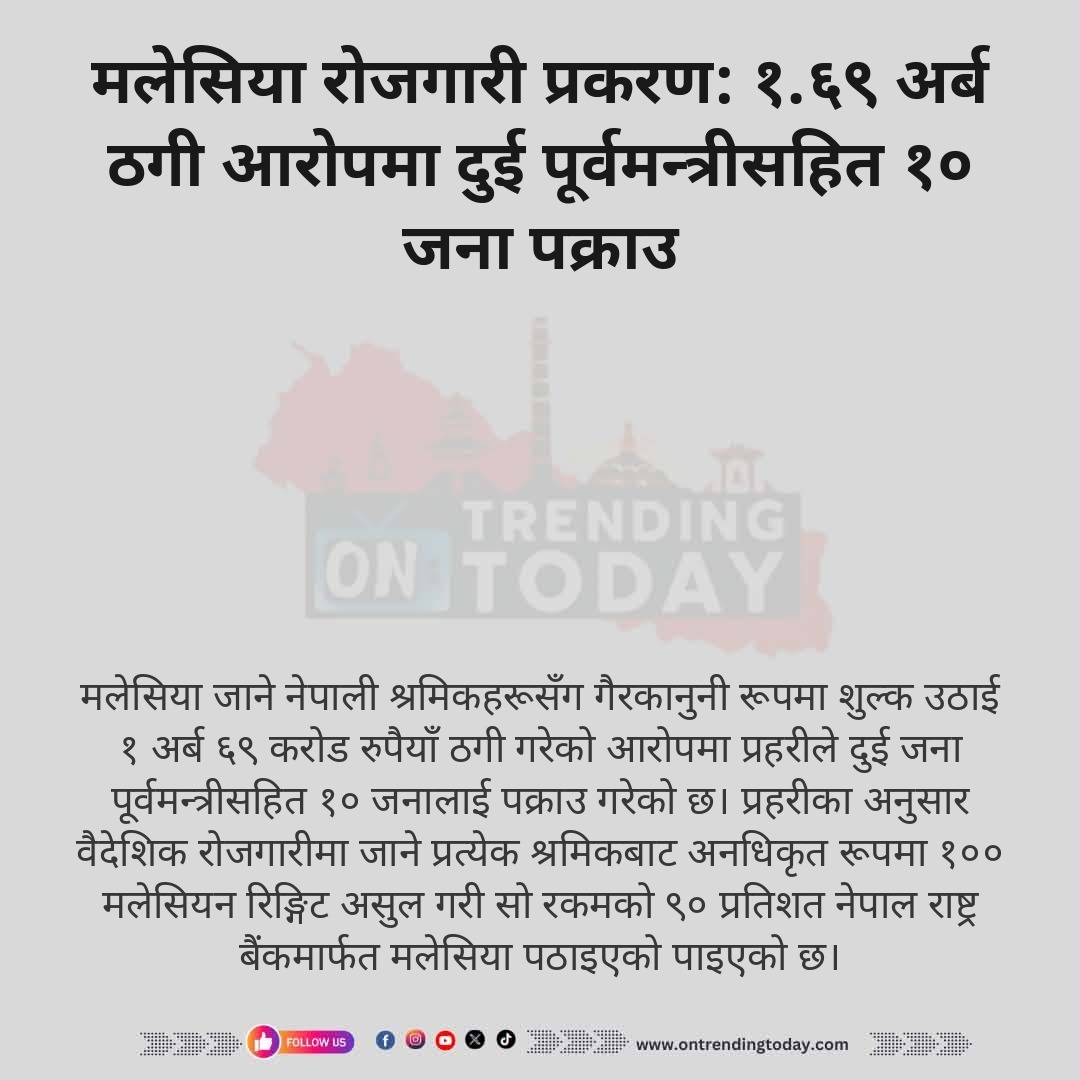 मलेसिया रोजगारी प्रकरण: १.६९ अर्ब
ठगी आरोपमा दुई पूर्वमन्त्रीसहित १०
जना पक्राउ
ON TRENDING
TODAY
मलेसिया जाने नेपाली श्रमिकहरूसँग गैरकानुनी रूपमा शुल्क उठाई
१ अर्ब ६९ करोड रुपैयाँ ठगी गरेको आरोपमा प्रहरीले दुई जना
पूर्वमन्त्रीसहित १० जनालाई पक्राउ गरेको छ। प्रहरीका अनुसार
वैदेशिक रोजगारीमा जाने प्रत्येक श्रमिकबाट अनधिकृत रूपमा १००
मलेसियन रिङ्गिट असुल गरी सो रकमको ९० प्रतिशत नेपाल राष्ट्र
बैंकमार्फत मलेसिया पठाइएको पाइएको छ।
FOLLOW US www.ontrendingtoday.com